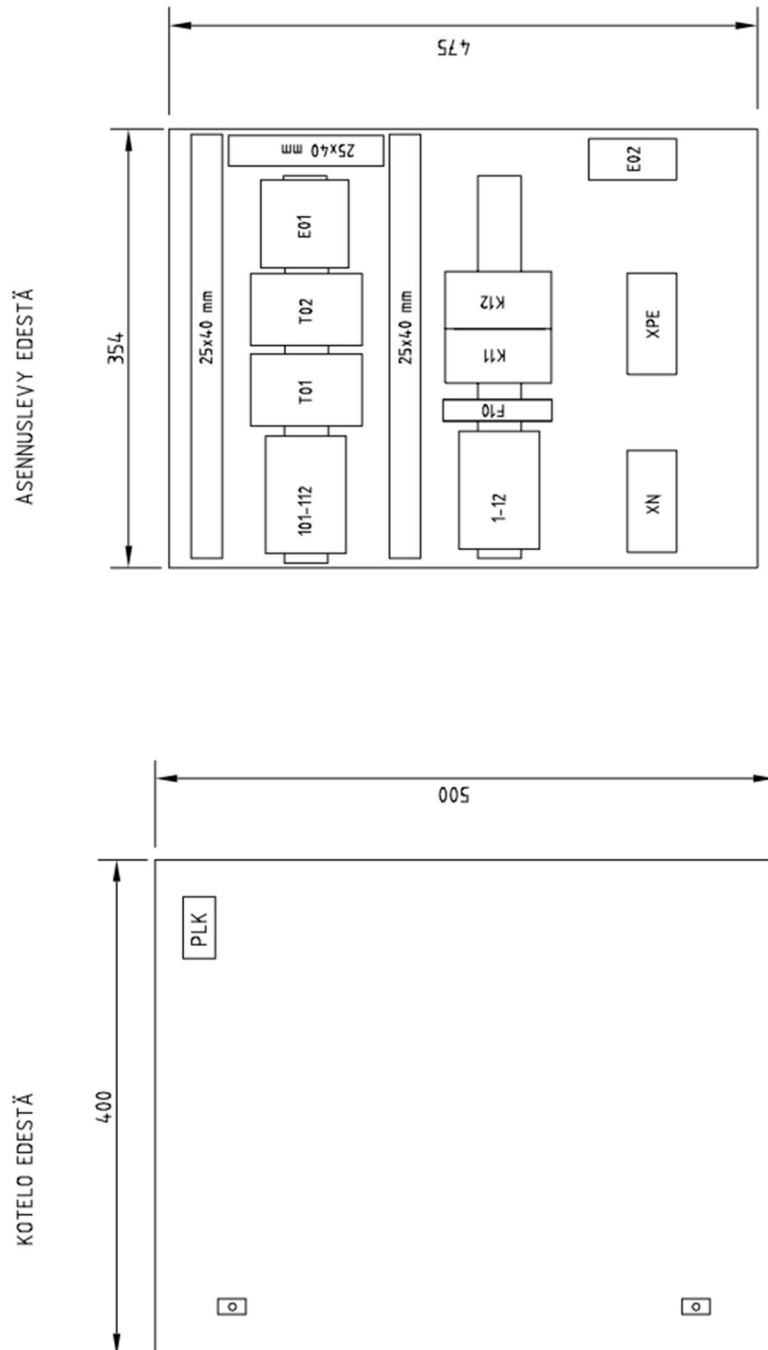 KOTELO EDESTÄ
400
PLK
500
ASENNUSLEVY EDESTÄ
354
25x40 mm
101-112
T01
T02
E01
25x40 mm
25x40 mm
1-12
F10
K11
K12
XN
XPE
E02
475